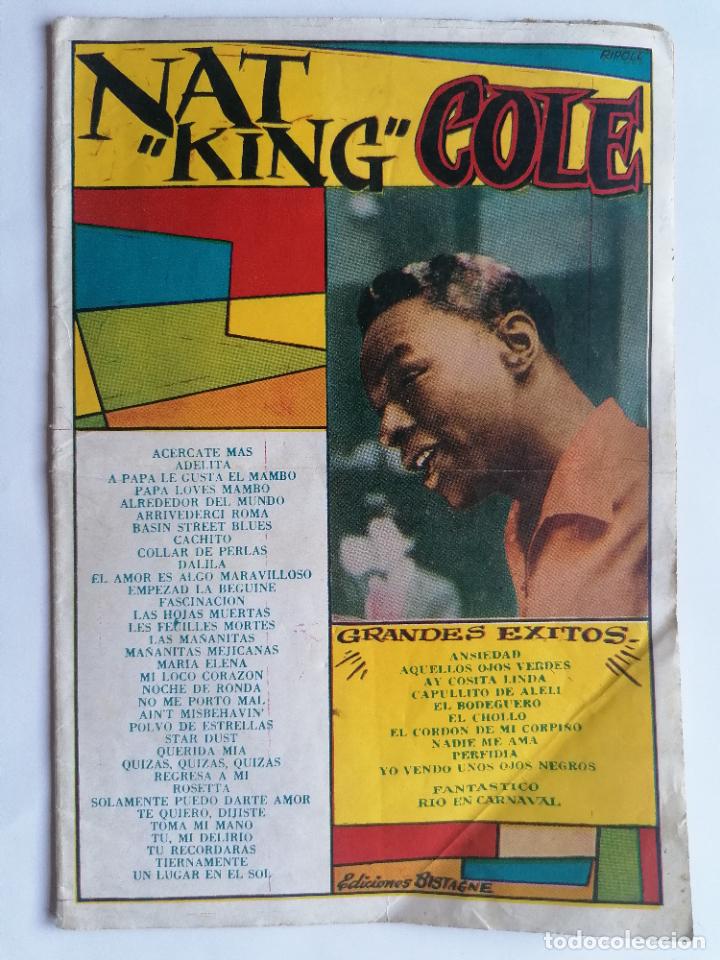 RIPOLL
NAT
"KING" COLE
ACERCATE MAS
ADELITA
A PAPA LE GUSTA EL MAMBO
PAPA LOVES MAMBO
ALREDEDOR DEL MUNDO
ARRIVEDERCI ROMA
BASIN STREET BLUES
CACHITO
COLLAR DE PERLAS
DALILA
EL AMOR ES ALGO MARAVILLOSO
EMPEZAD LA BEGUINE
FASCINACION
LAS HOJAS MUERTAS
LES FEUILLES MORTES
LAS MAÑANITAS
MAÑANITAS MEJICANAS
MARIA ELENA
MI LOCO CORAZON
NOCHE DE RONDA
NO ME PORTO MAL
AIN'T MISBEHAVIN'
POLVO DE ESTRELLAS
STAR DUST
QUERIDA MIA
QUIZAS, QUIZAS, QUIZAS
REGRESA A MI
ROSETTA
SOLAMENTE PUEDO DARTE AMOR
TE QUIERO, DIJISTE
TOMA MI MANO
TU, MI DELIRIO
TU RECORDARAS
TIERNAMENTE
UN LUGAR EN EL SOL
GRANDES EXITOS
ANSIEDAD
AQUELLOS OJOS VERDES
AY COSITA LINDA
CAPULLITO DE ALELI
EL BODEGUERO
EL CHOLLO
EL CORDON DE MI CORPIÑO
NADIE ME AMA
PERFIDIA
YO VENDO UNOS OJOS NEGROS
FANTASTICO
RIO EN CARNAVAL
Ediciones BISTAGNE
todocoleccion.net